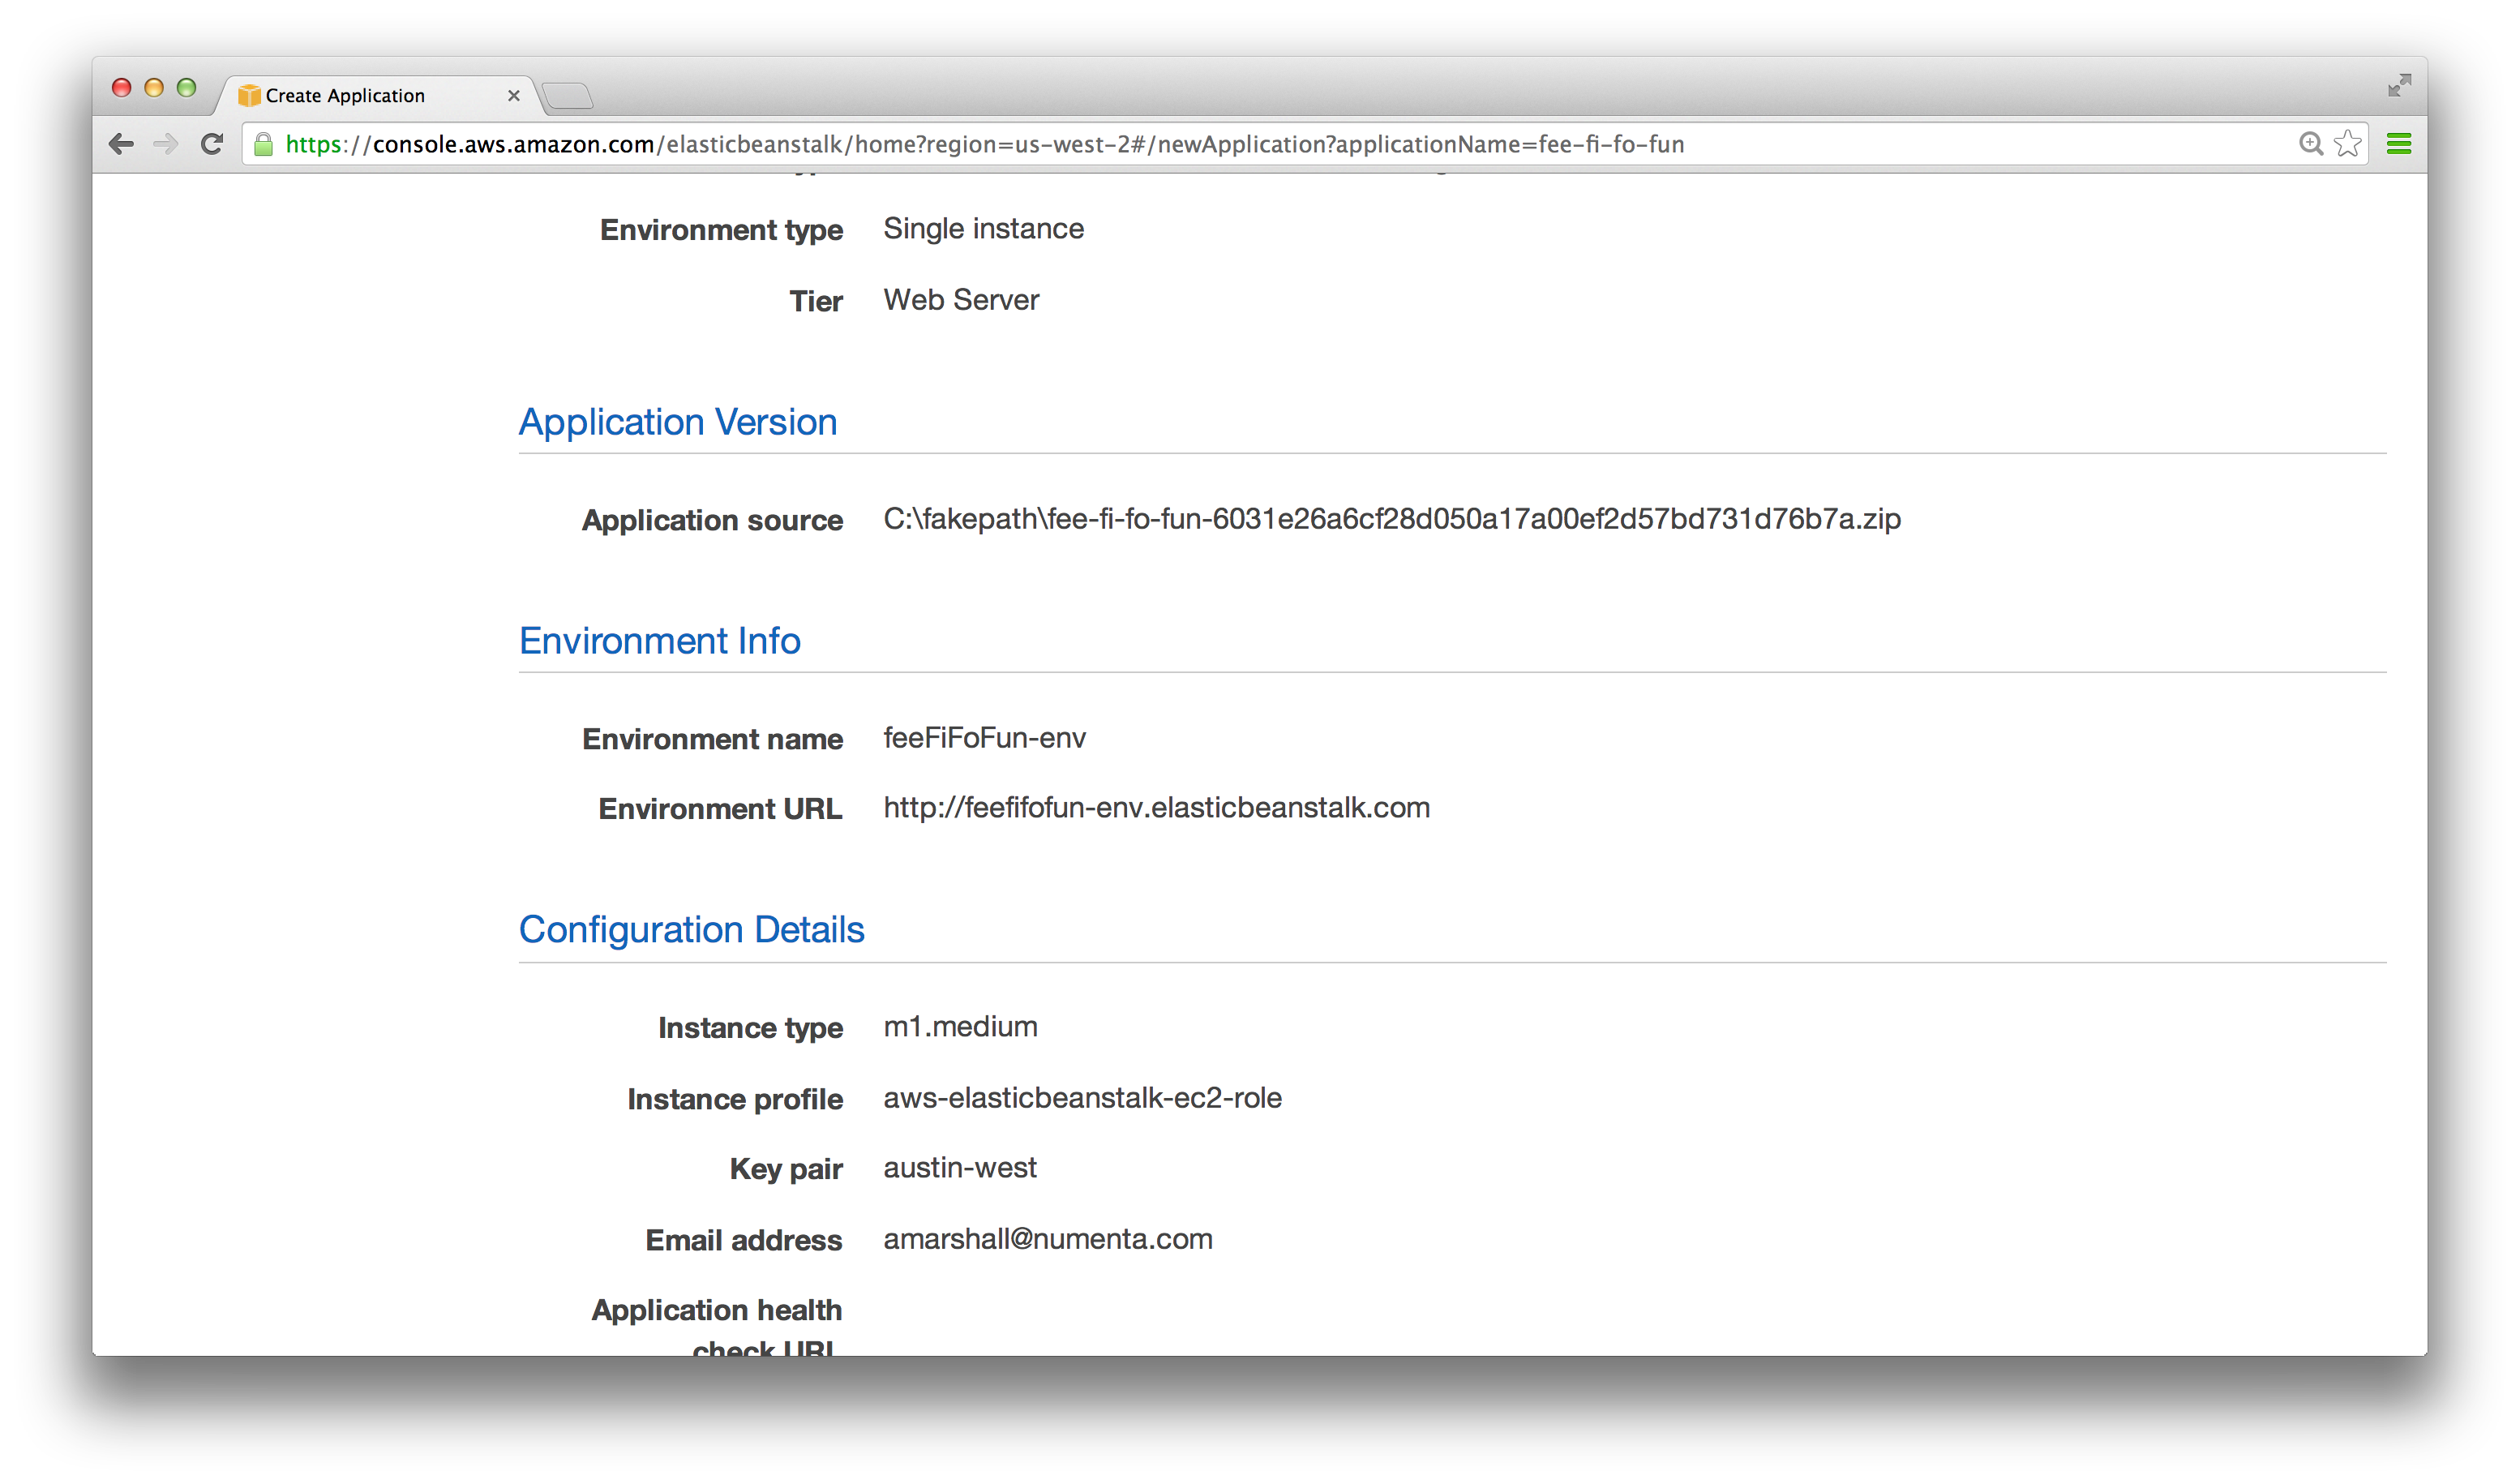 Create Application
https://console.aws.amazon.com/elasticbeanstalk/home?region=us-west-2#/newApplication?applicationName=fee-fi-fo-fun
Environment type Single instance
Tier Web Server
Application Version
Application source C:\fakepath\fee-fi-fo-fun-6031e26a6cf28d050a17a00ef2d57bd731d76b7a.zip
Environment Info
Environment name feeFiFoFun-env
Environment URL http://feefifofun-env.elasticbeanstalk.com
Configuration Details
Instance type m1.medium
Instance profile aws-elasticbeanstalk-ec2-role
Key pair austin-west
Email address amarshall@numenta.com
Application health
check URL